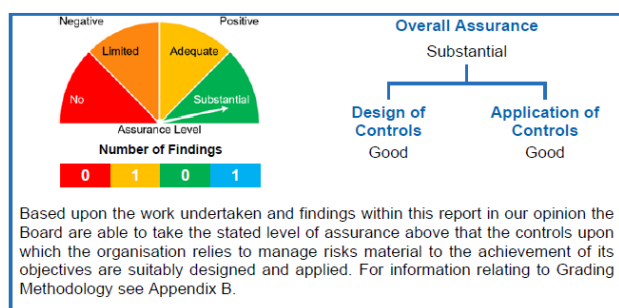 Negative
Positive
Limited
Adequate
No
Substantial
Assurance Level
Number of Findings
0 1 0 1
Overall Assurance
Substantial
Design of
Controls
Good
Application of
Controls
Good
Based upon the work undertaken and findings within this report in our opinion the
Board are able to take the stated level of assurance above that the controls upon
which the organisation relies to manage risks material to the achievement of its
objectives are suitably designed and applied. For information relating to Grading
Methodology see Appendix B.